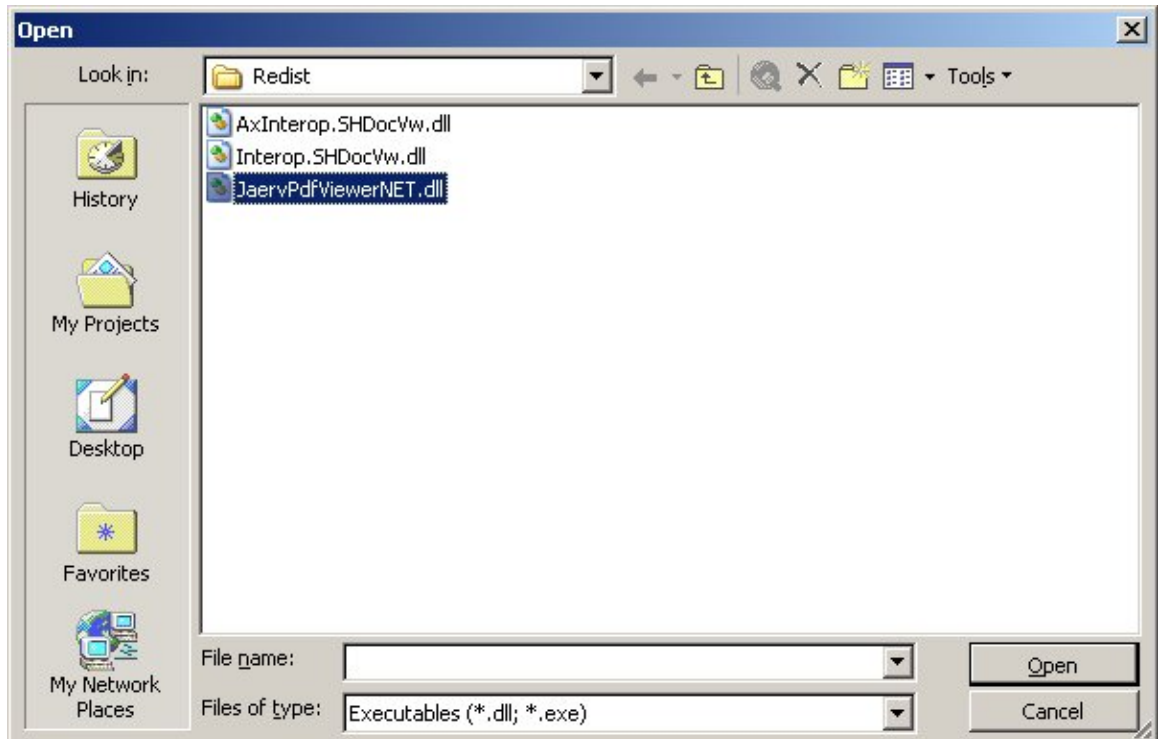 Open
Look in:
Redist
Tools
AxInterop.SHDocVw.dll
Interop.SHDocVw.dll
JaervPdfViewerNET.dll
History
My Projects
Desktop
Favorites
My Network
Places
File name:
Open
Files of type:
Executables (*.dll; *.exe)
Cancel